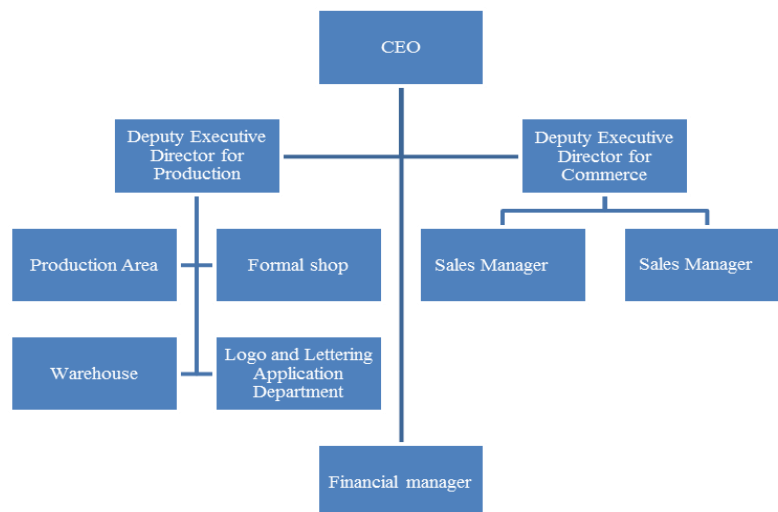 CEO
Deputy Executive
Director for
Production
Deputy Executive
Director for
Commerce
Production Area
Formal shop
Sales Manager
Sales Manager
Warehouse
Logo and Lettering
Application
Department
Financial manager